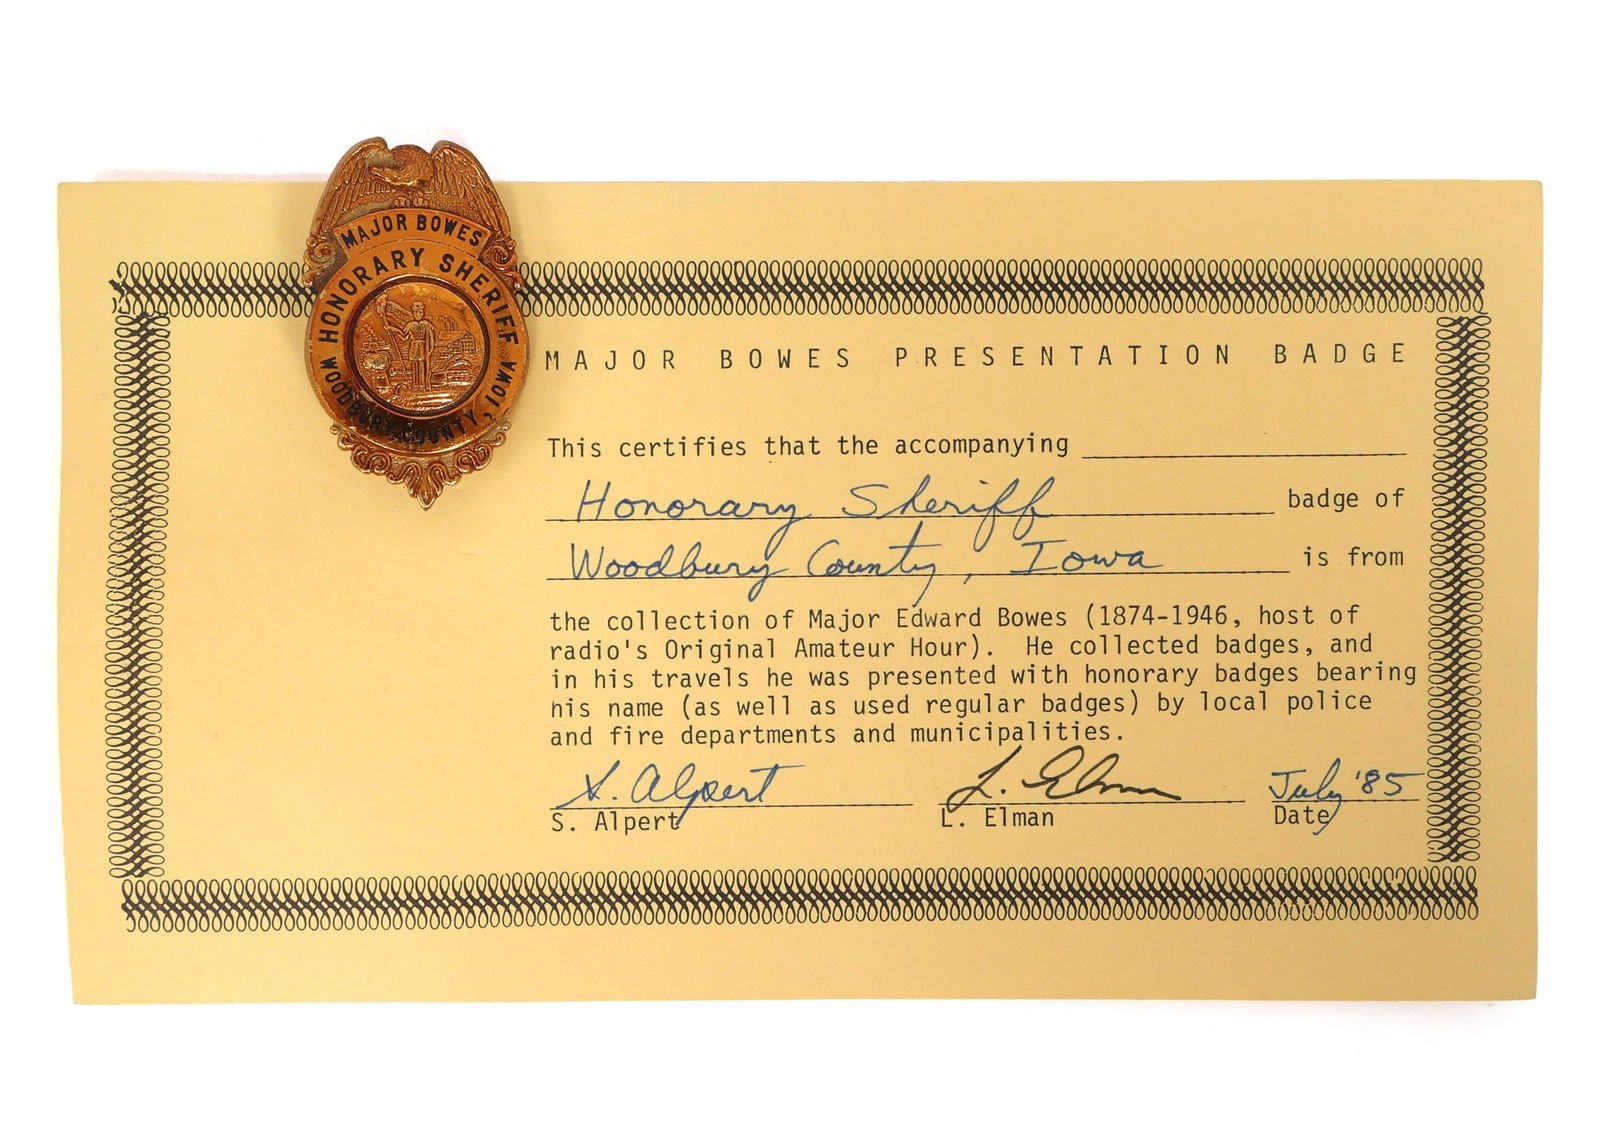 MAJOR BOWES
HONORARY SHERIFF
WOODBURY COUNTY, IOWA
MAJOR BOWES PRESENTATION BADGE
This certifies that the accompanying
Honorary Sheriff badge of
Woodbury County, Iowa is from
the collection of Major Edward Bowes (1874-1946, host of
radio's Original Amateur Hour). He collected badges, and
in his travels he was presented with honorary badges bearing
his name (as well as used regular badges) by local police
and fire departments and municipalities.
S. Alpert L. Elman July '85
S. Alpert L. Elman Date